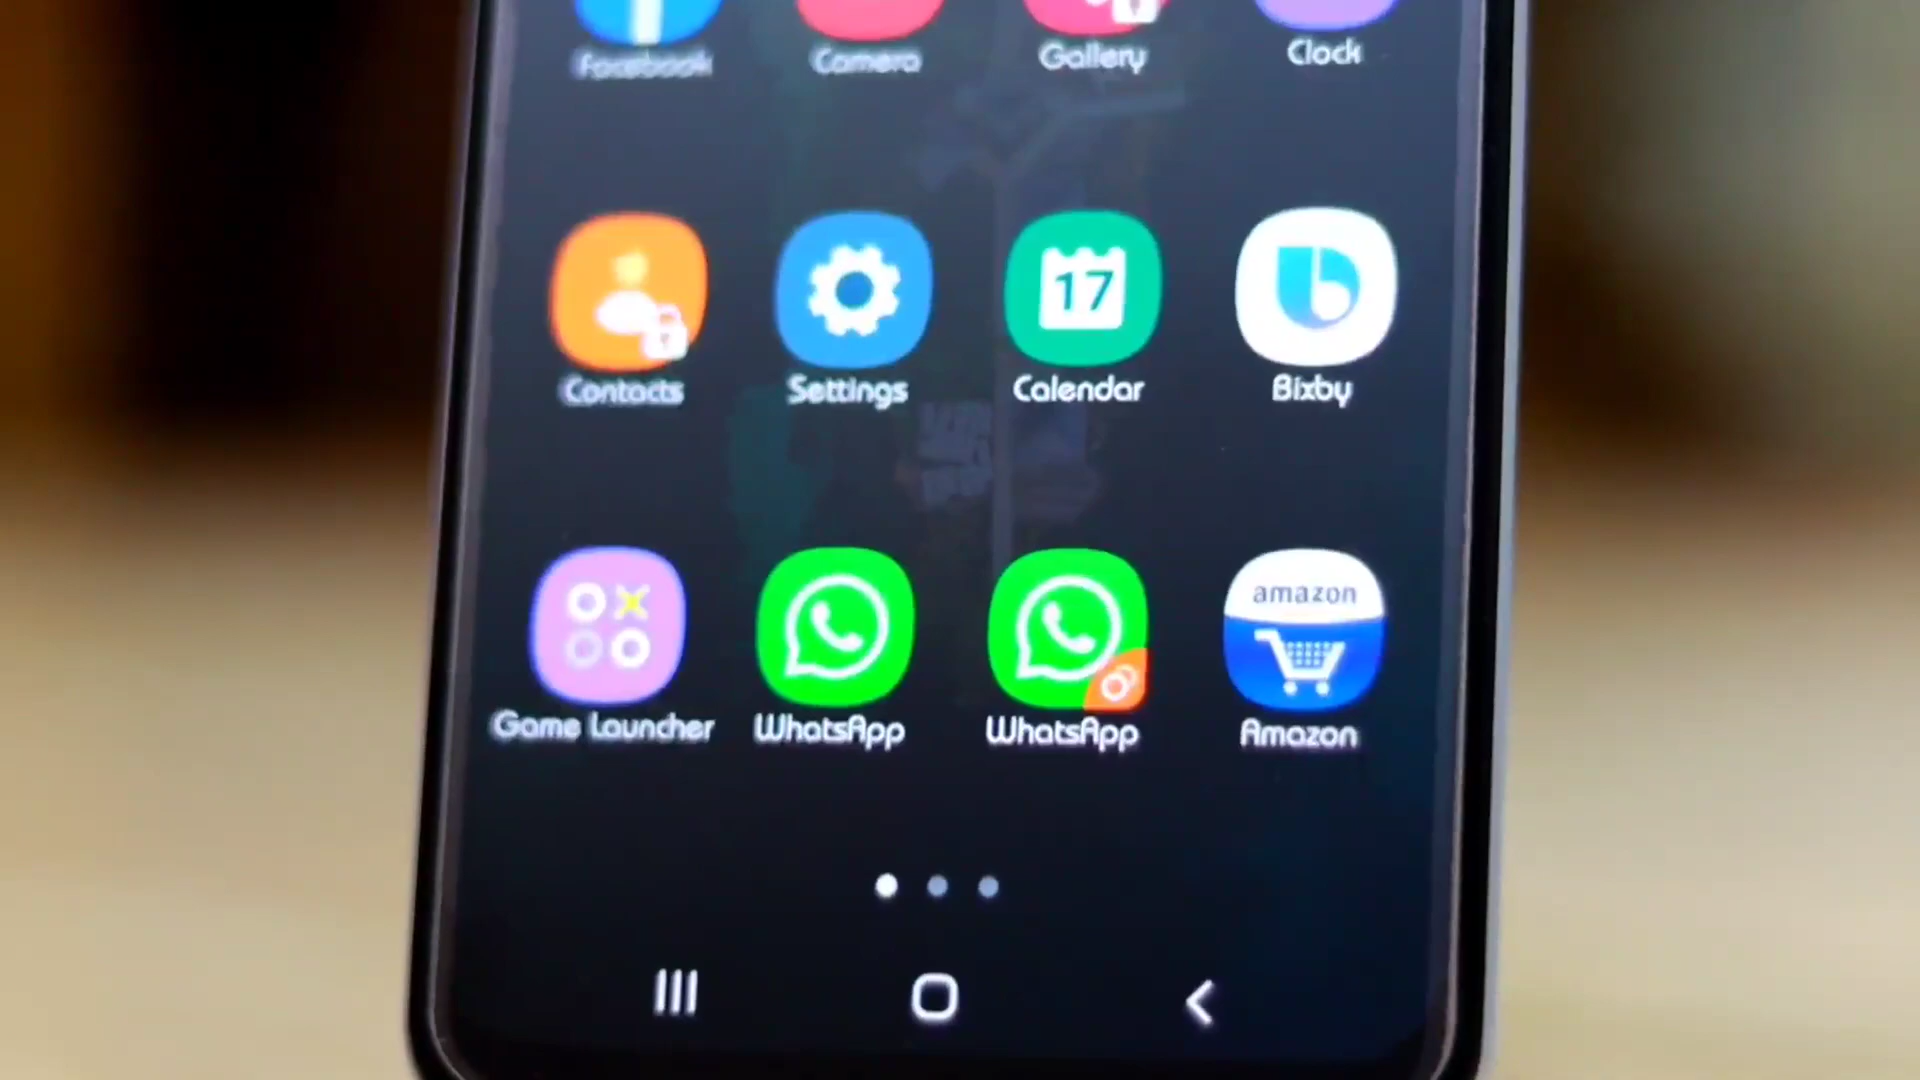 Facebook Camera Gallery Clock
17
Contacts Settings Calendar Bixby
amazon
Game Launcher WhatsApp WhatsApp Amazon